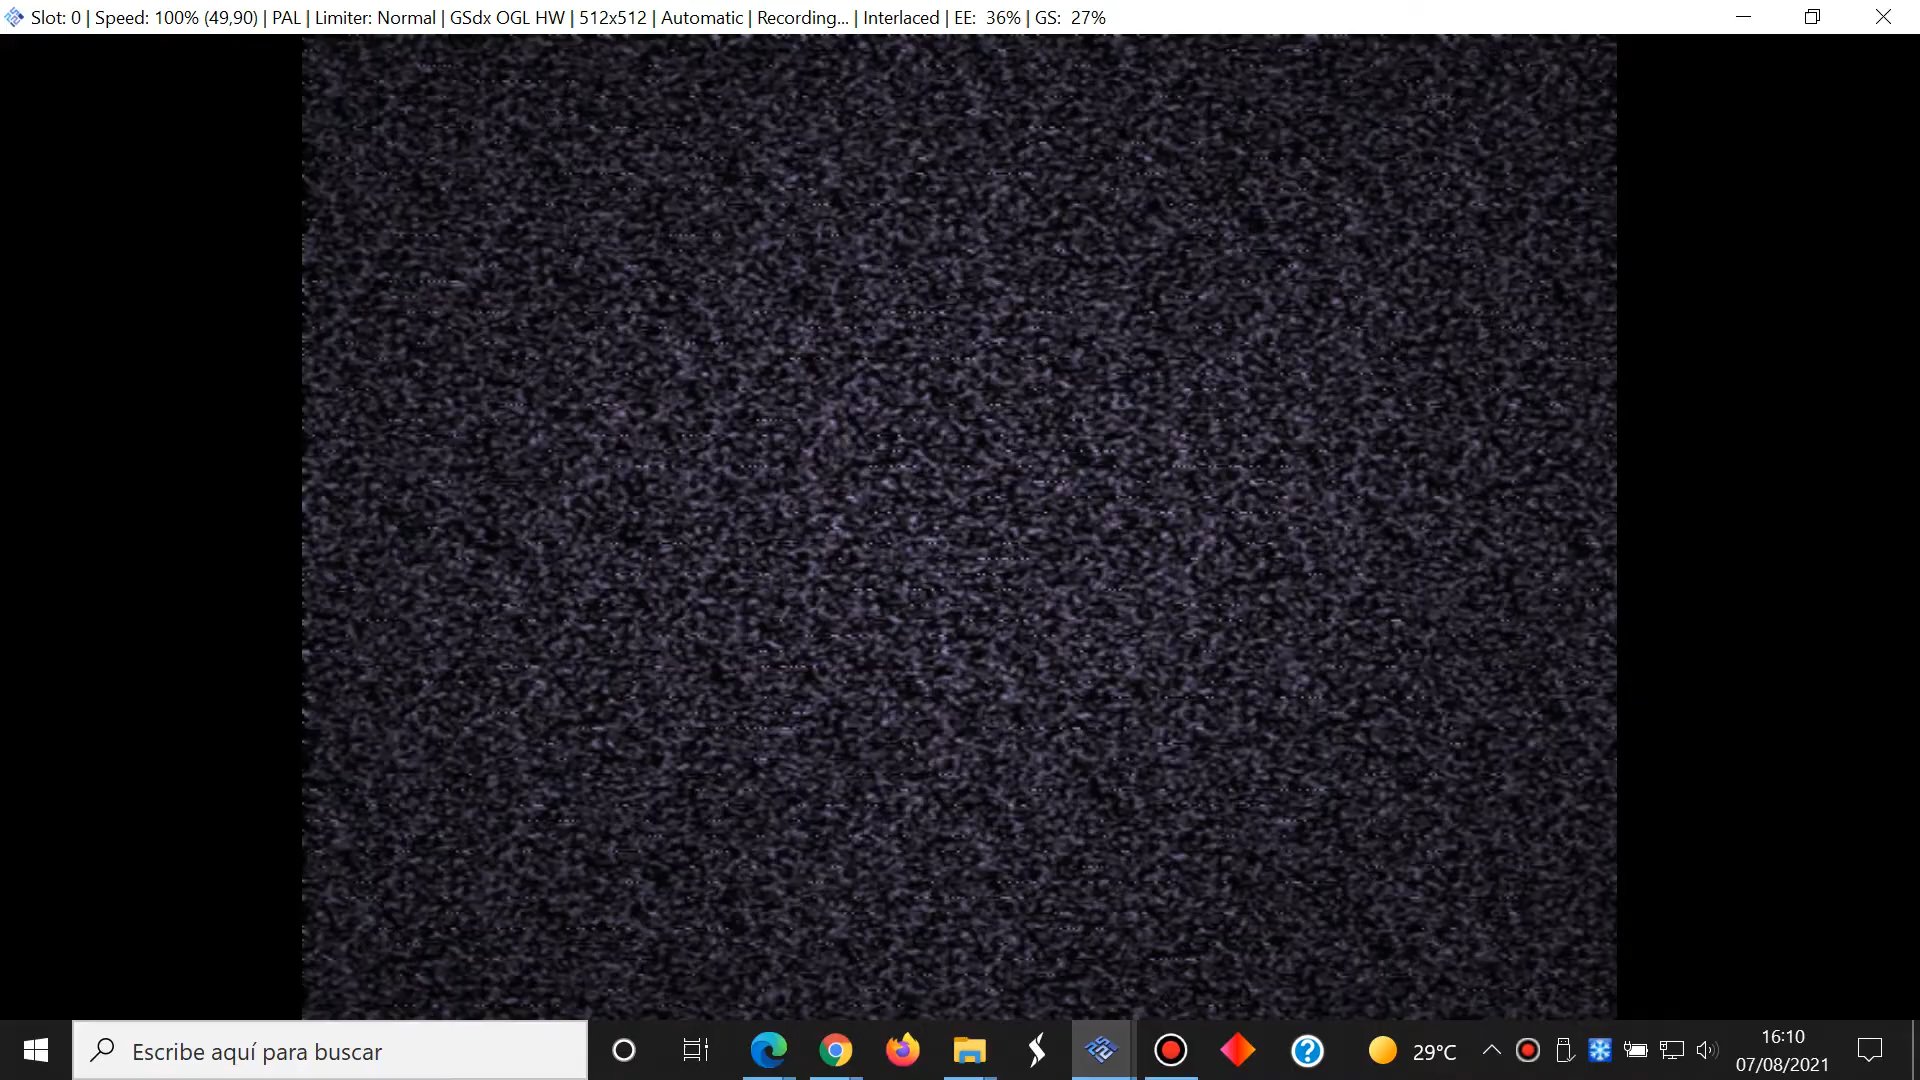 Slot: 0 | Speed: 100% (49,90) | PAL | Limiter: Normal | GSdx OGL HW | 512x512 | Automatic | Recording... | Interlaced | EE:  36% | GS:  27%
Escribe aquí para buscar
29°C
16:10
07/08/2021